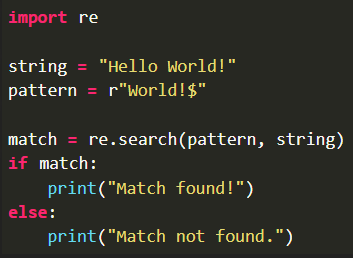 import re
string = "Hello World!"
pattern = r"World!$"
match = re.search(pattern, string)
if match:
    print("Match found!")
else:
    print("Match not found.")